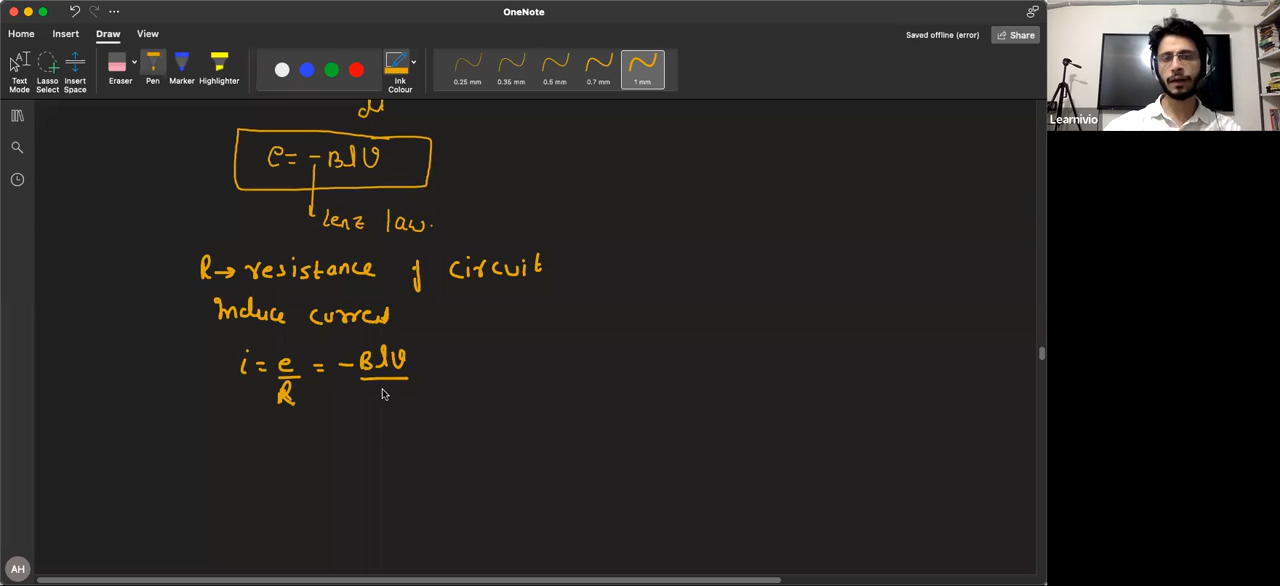 OneNote
Home Insert Draw View
Saved offline (error)
Share
Text Mode
Lasso Select
Insert Space
Eraser
Pen
Marker
Highlighter
Ink Colour
0.25 mm
0.35 mm
0.5 mm
0.7 mm
1 mm
Learnivio
e = -Blv
lenz law.
R→ resistance of circuit
Induce current
i = e/R = -Blv
AH